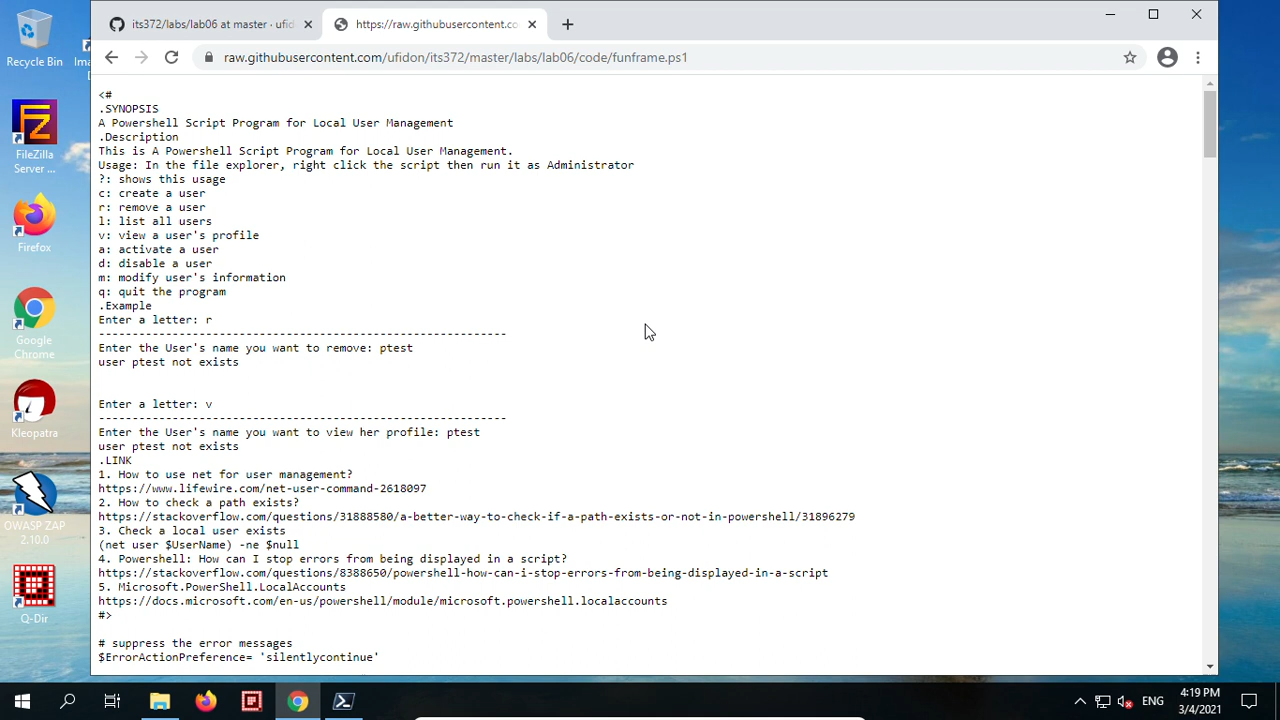 Recycle Bin
its372/labs/lab06 at master · ufid
https://raw.githubusercontent.co
raw.githubusercontent.com/ufidon/its372/master/labs/lab06/code/funframe.ps1
<#
.SYNOPSIS
A Powershell Script Program for Local User Management
.Description
This is A Powershell Script Program for Local User Management.
Usage: In the file explorer, right click the script then run it as Administrator
?: shows this usage
c: create a user
r: remove a user
l: list all users
v: view a user's profile
a: activate a user
d: disable a user
m: modify user's information
q: quit the program
.Example
Enter a letter: r
-------------------------------------------------------------
Enter the User's name you want to remove: ptest
user ptest not exists
Enter a letter: v
-------------------------------------------------------------
Enter the User's name you want to view her profile: ptest
user ptest not exists
.LINK
1. How to use net for user management?
https://www.lifewire.com/net-user-command-2618097
2. How to check a path exists?
https://stackoverflow.com/questions/31888580/a-better-way-to-check-if-a-path-exists-or-not-in-powershell/31896279
3. Check a local user exists
(net user $UserName) -ne $null
4. Powershell: How can I stop errors from being displayed in a script?
https://stackoverflow.com/questions/8388650/powershell-how-can-i-stop-errors-from-being-displayed-in-a-script
5. Microsoft.PowerShell.LocalAccounts
https://docs.microsoft.com/en-us/powershell/module/microsoft.powershell.localaccounts
#>
# suppress the error messages
$ErrorActionPreference= 'silentlycontinue'
FileZilla
Server ...
Firefox
Google
Chrome
Kleopatra
OWASP ZAP
2.10.0
Q-Dir
ENG
4:19 PM
3/4/2021